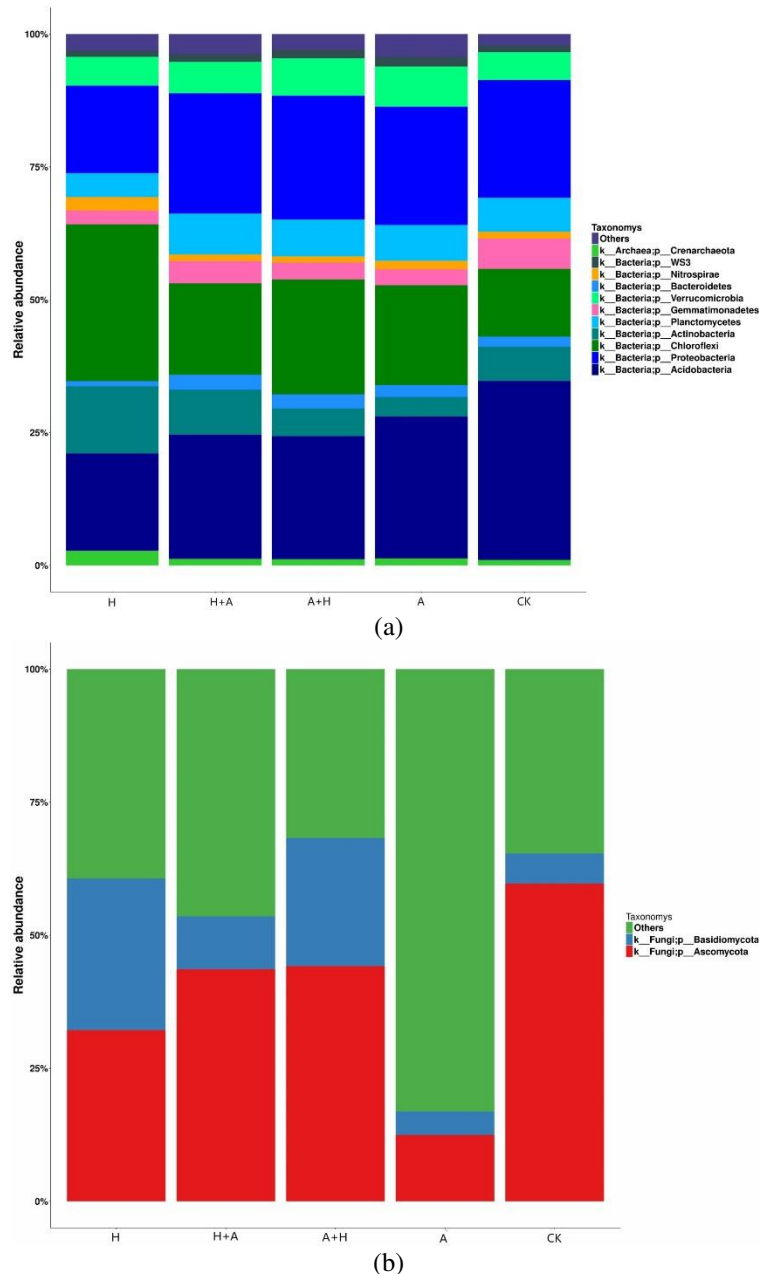 100%
75%
50%
25%
0%
Relative abundance
H H+A A+H A CK
Taxonomys
Others
k__Archaea;p__Crenarchaeota
k__Bacteria;p__WS3
k__Bacteria;p__Nitrospirae
k__Bacteria;p__Bacteroidetes
k__Bacteria;p__Verrucomicrobia
k__Bacteria;p__Gemmatimonadetes
k__Bacteria;p__Planctomycetes
k__Bacteria;p__Actinobacteria
k__Bacteria;p__Chloroflexi
k__Bacteria;p__Proteobacteria
k__Bacteria;p__Acidobacteria
(a)
100%
75%
50%
25%
0%
Relative abundance
H H+A A+H A CK
Taxonomys
Others
k__Fungi;p__Basidiomycota
k__Fungi;p__Ascomycota
(b)